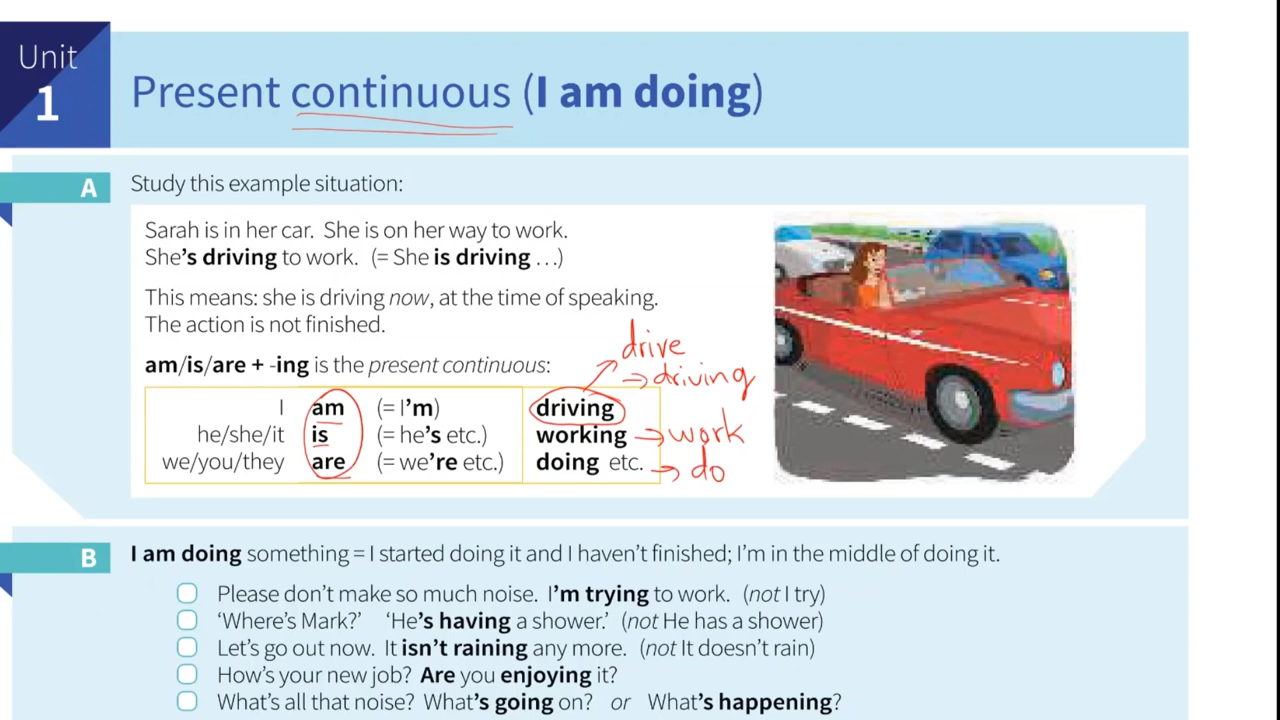 Unit
1
Present continuous (I am doing)
A
Study this example situation:
Sarah is in her car. She is on her way to work.
She's driving to work. (= She is driving …)
This means: she is driving now, at the time of speaking.
The action is not finished.
am/is/are + -ing is the present continuous:
drive
→ driving
I am (= I'm) driving
he/she/it is (= he's etc.) working → work
we/you/they are (= we're etc.) doing etc. → do
B
I am doing something = I started doing it and I haven't finished; I'm in the middle of doing it.
Please don't make so much noise. I'm trying to work. (not I try)
'Where's Mark?' 'He's having a shower.' (not He has a shower)
Let's go out now. It isn't raining any more. (not It doesn't rain)
How's your new job? Are you enjoying it?
What's all that noise? What's going on? or What's happening?